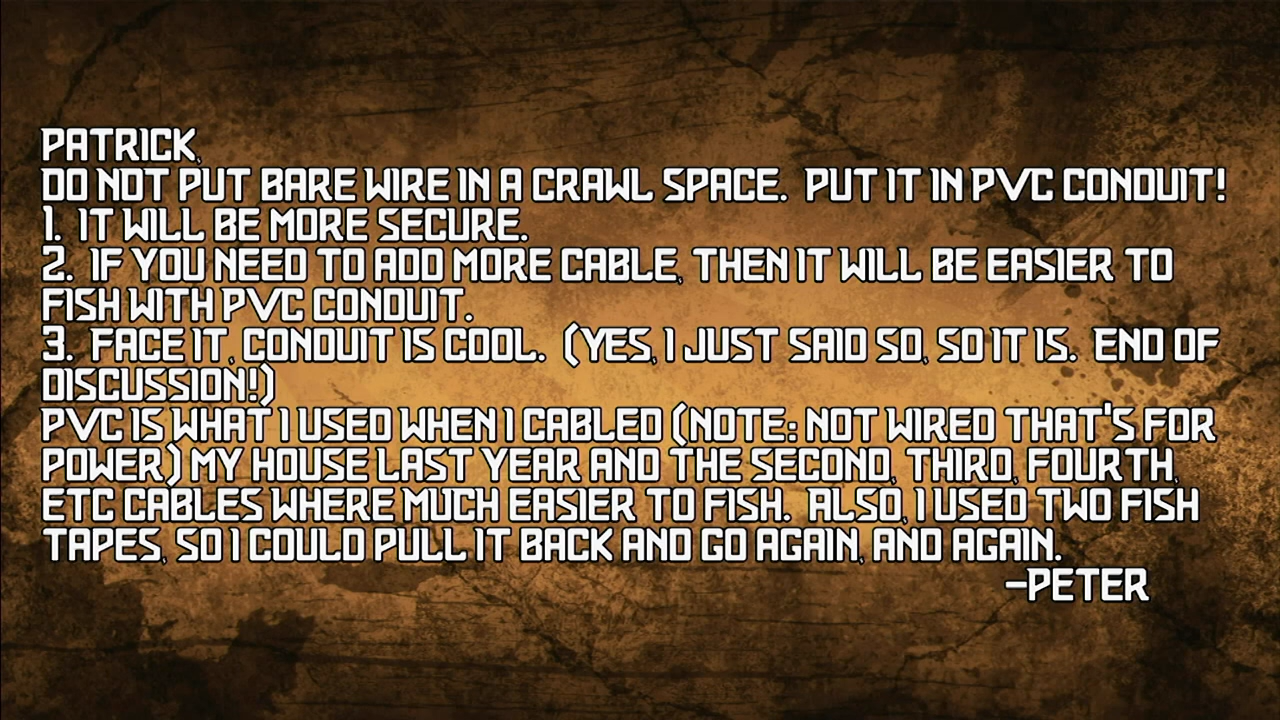 PATRICK,
DO NOT PUT BARE WIRE IN A CRAWL SPACE.  PUT IT IN PVC CONDUIT!
1.  IT WILL BE MORE SECURE.
2.  IF YOU NEED TO ADD MORE CABLE, THEN IT WILL BE EASIER TO
FISH WITH PVC CONDUIT.
3.  FACE IT, CONDUIT IS COOL.  (YES, I JUST SAID SO, SO IT IS.  END OF
DISCUSSION!)
PVC IS WHAT I USED WHEN I CABLED (NOTE: NOT WIRED THAT'S FOR
POWER) MY HOUSE LAST YEAR AND THE SECOND, THIRD, FOURTH,
ETC CABLES WHERE MUCH EASIER TO FISH.  ALSO, I USED TWO FISH
TAPES, SO I COULD PULL IT BACK AND GO AGAIN, AND AGAIN.
-PETER